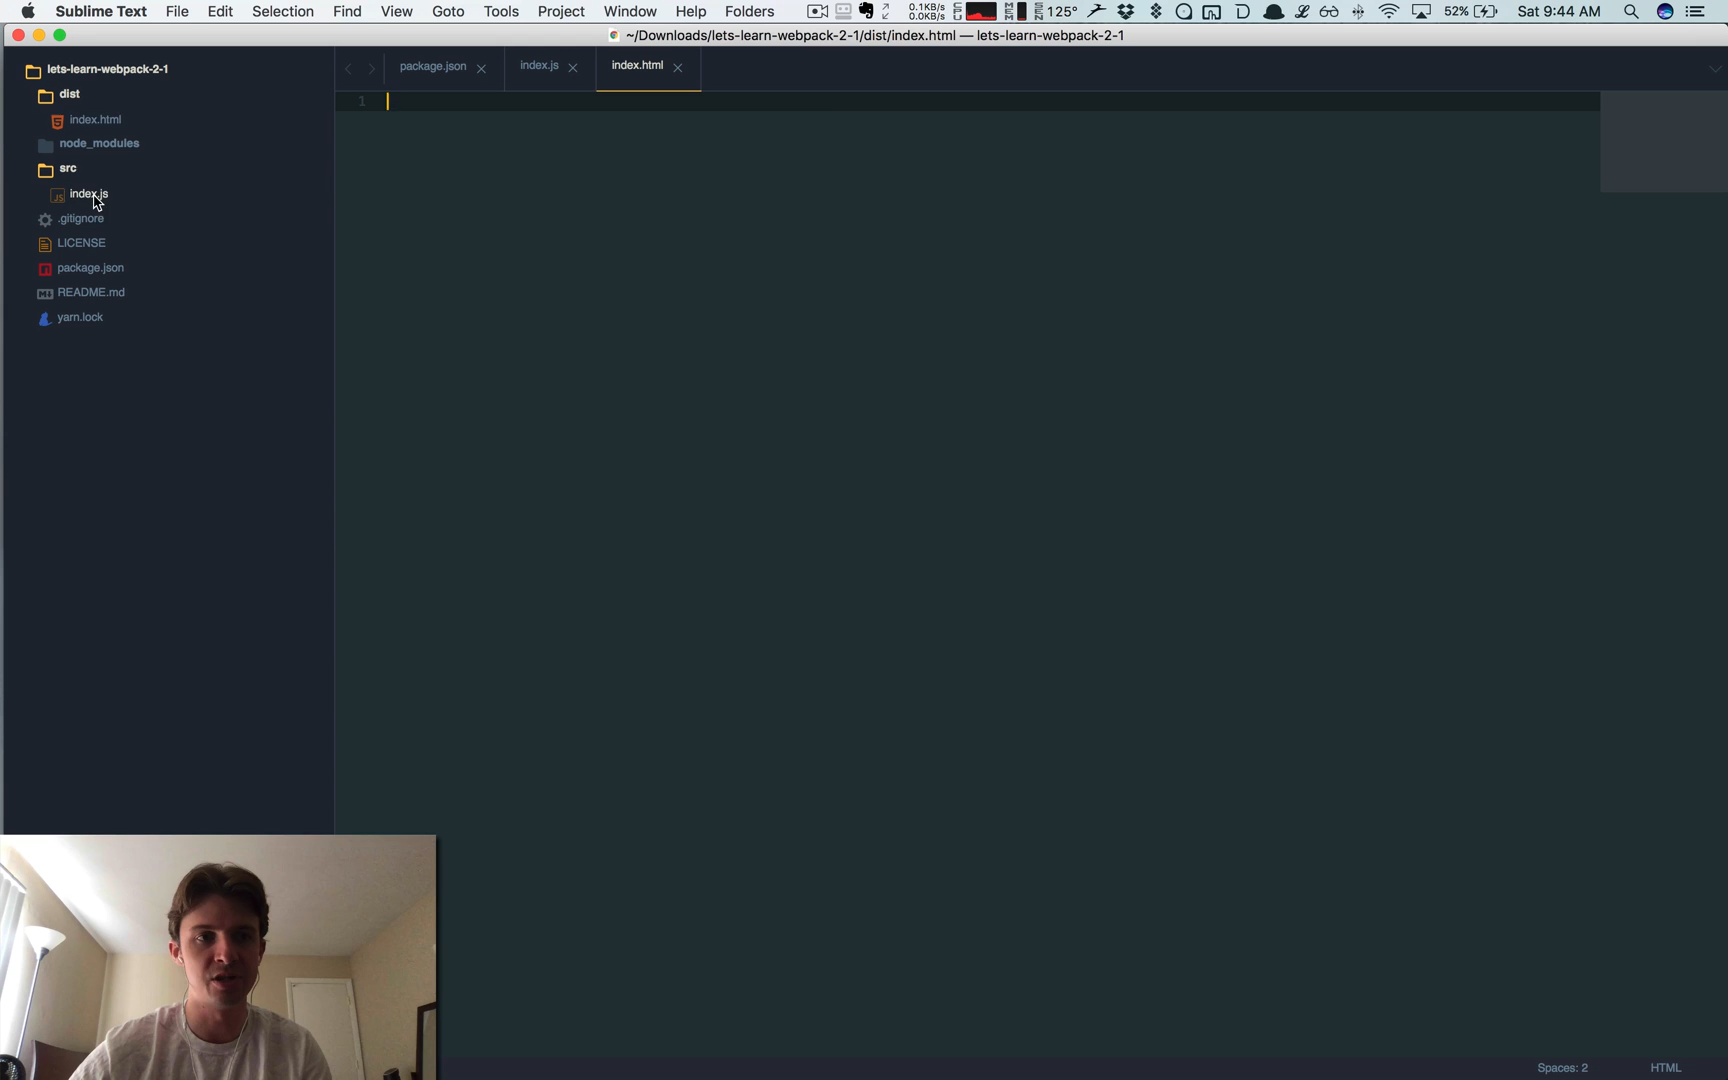 Sublime Text File Edit Selection Find View Goto Tools Project Window Help Folders 0.1KB/s 0.0KB/s CPU MEM SEN 125° 52% Sat 9:44 AM
~/Downloads/lets-learn-webpack-2-1/dist/index.html — lets-learn-webpack-2-1
lets-learn-webpack-2-1
dist
index.html
node_modules
src
index.js
.gitignore
LICENSE
package.json
README.md
yarn.lock
package.json index.js index.html
1
Spaces: 2 HTML